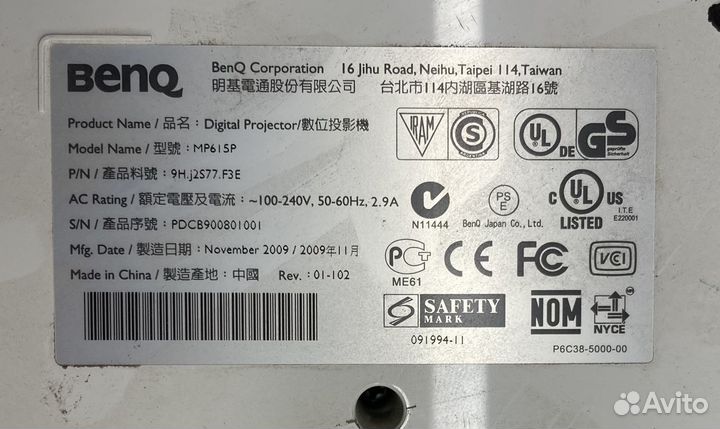 BenQ
BenQ Corporation 16 Jihu Road, Neihu,Taipei 114,Taiwan
明基電通股份有限公司 台北市114內湖區基湖路16號
Product Name / 品名: Digital Projector/數位投影機
Model Name / 型號: MP615P
P/N / 產品料號: 9H.J2S77.F3E
AC Rating / 額定電壓及電流: ~100-240V, 50-60Hz, 2.9A
S/N / 產品序號: PDCB900801001
Mfg. Date / 製造日期: November 2009 / 2009年11月
Made in China / 製造產地: 中國 Rev.: 01-102
IRAM
S
UL DE
GS
geprüfte Sicherheit
N11444
PS E
BenQ Japan Co., Ltd.
C UL US
LISTED
I.T.E
E220001
ME61
CE FC
VCI
S SAFETY MARK
091994-11
NOM
NYCE
P6C38-5000-00
Avito